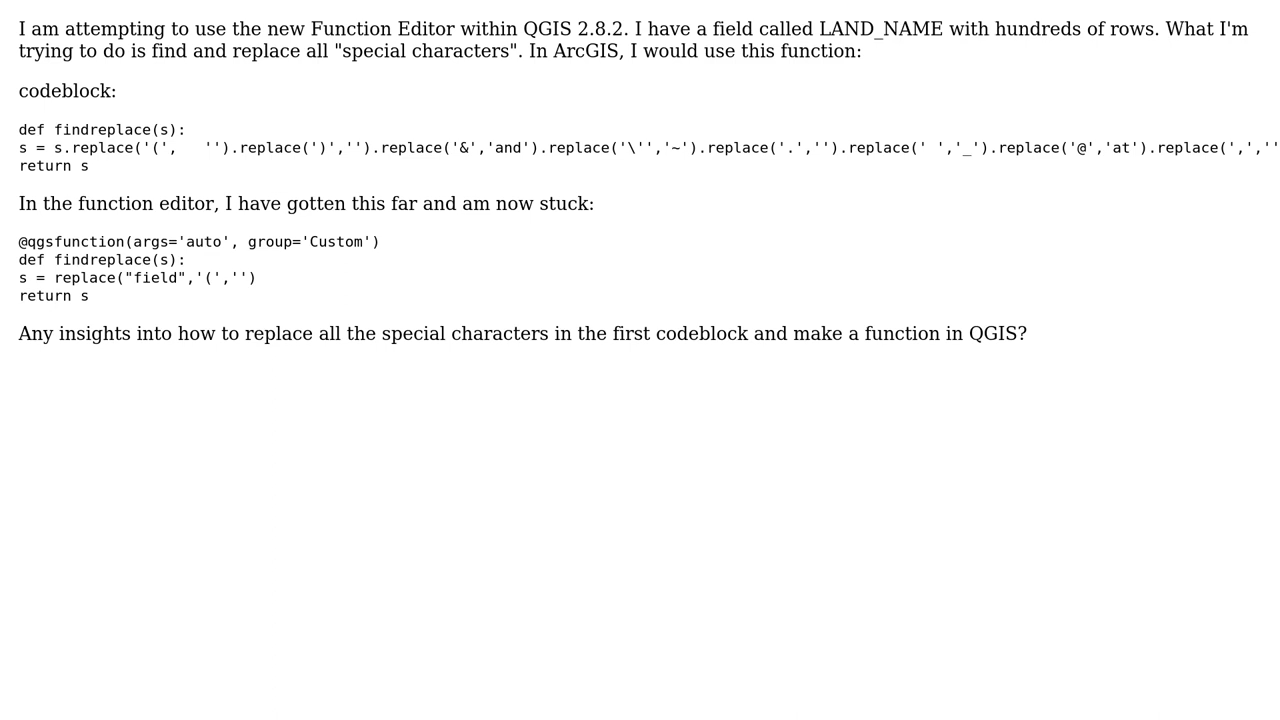 I am attempting to use the new Function Editor within QGIS 2.8.2. I have a field called LAND_NAME with hundreds of rows. What I'm
trying to do is find and replace all "special characters". In ArcGIS, I would use this function:
codeblock:
def findreplace(s):
s = s.replace('(',   '').replace(')','').replace('&','and').replace('\'','~').replace('.','').replace(' ','_').replace('@','at').replace(',',''
return s
In the function editor, I have gotten this far and am now stuck:
@qgsfunction(args='auto', group='Custom')
def findreplace(s):
s = replace("field",'(','')
return s
Any insights into how to replace all the special characters in the first codeblock and make a function in QGIS?